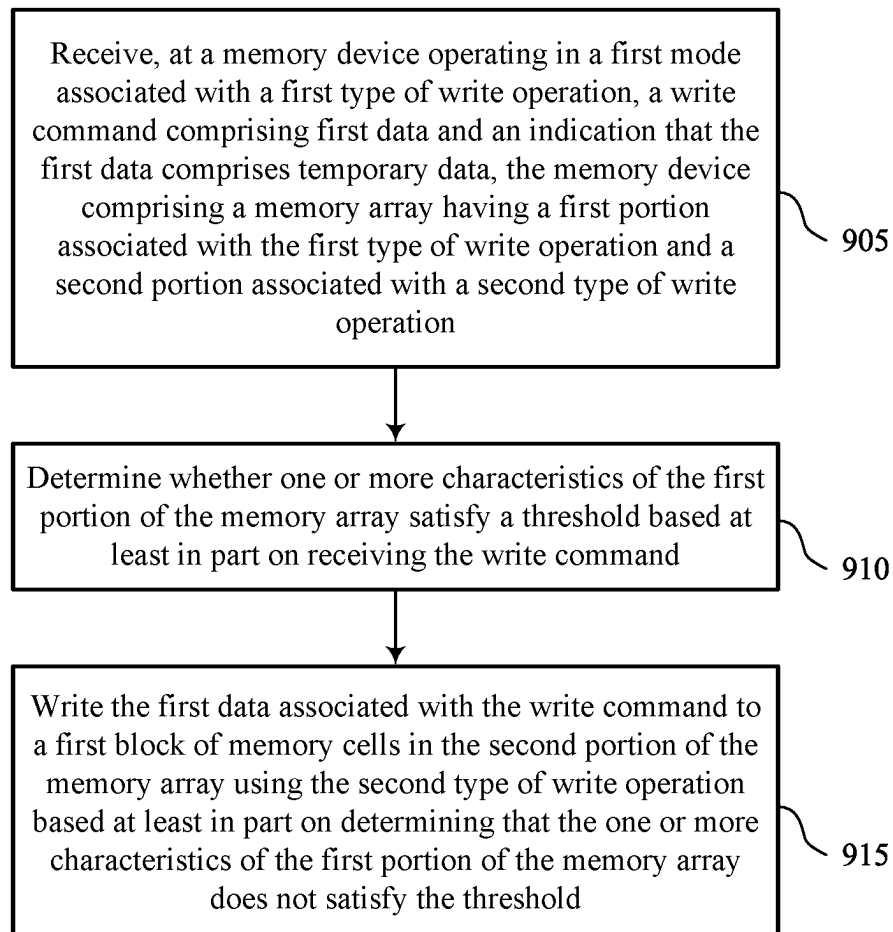 Receive, at a memory device operating in a first mode
associated with a first type of write operation, a write
command comprising first data and an indication that the
first data comprises temporary data, the memory device
comprising a memory array having a first portion
associated with the first type of write operation and a
second portion associated with a second type of write
operation
905
Determine whether one or more characteristics of the first
portion of the memory array satisfy a threshold based at
least in part on receiving the write command
910
Write the first data associated with the write command to
a first block of memory cells in the second portion of the
memory array using the second type of write operation
based at least in part on determining that the one or more
characteristics of the first portion of the memory array
does not satisfy the threshold
915